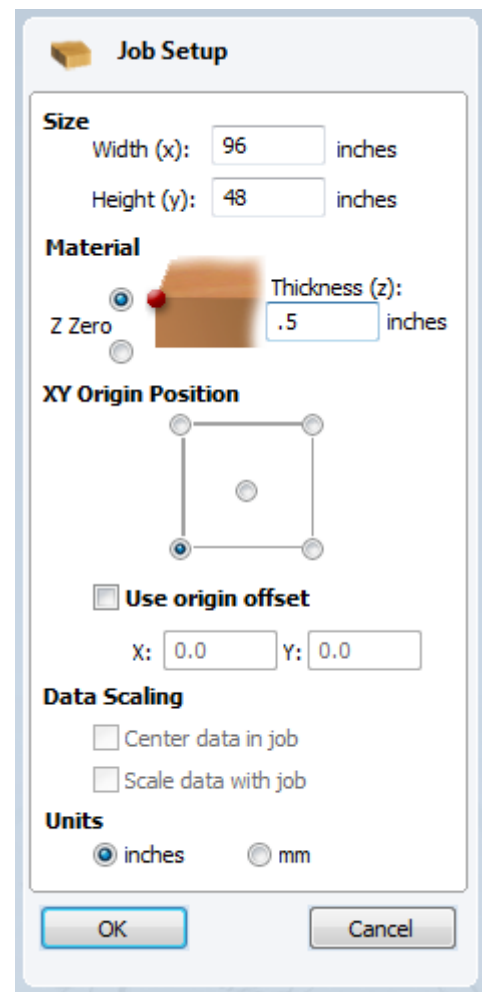 Job Setup
Size
Width (x): 96 inches
Height (y): 48 inches
Material
Thickness (z):
Z Zero .5 inches
XY Origin Position
Use origin offset
X: 0.0 Y: 0.0
Data Scaling
Center data in job
Scale data with job
Units
inches mm
OK Cancel